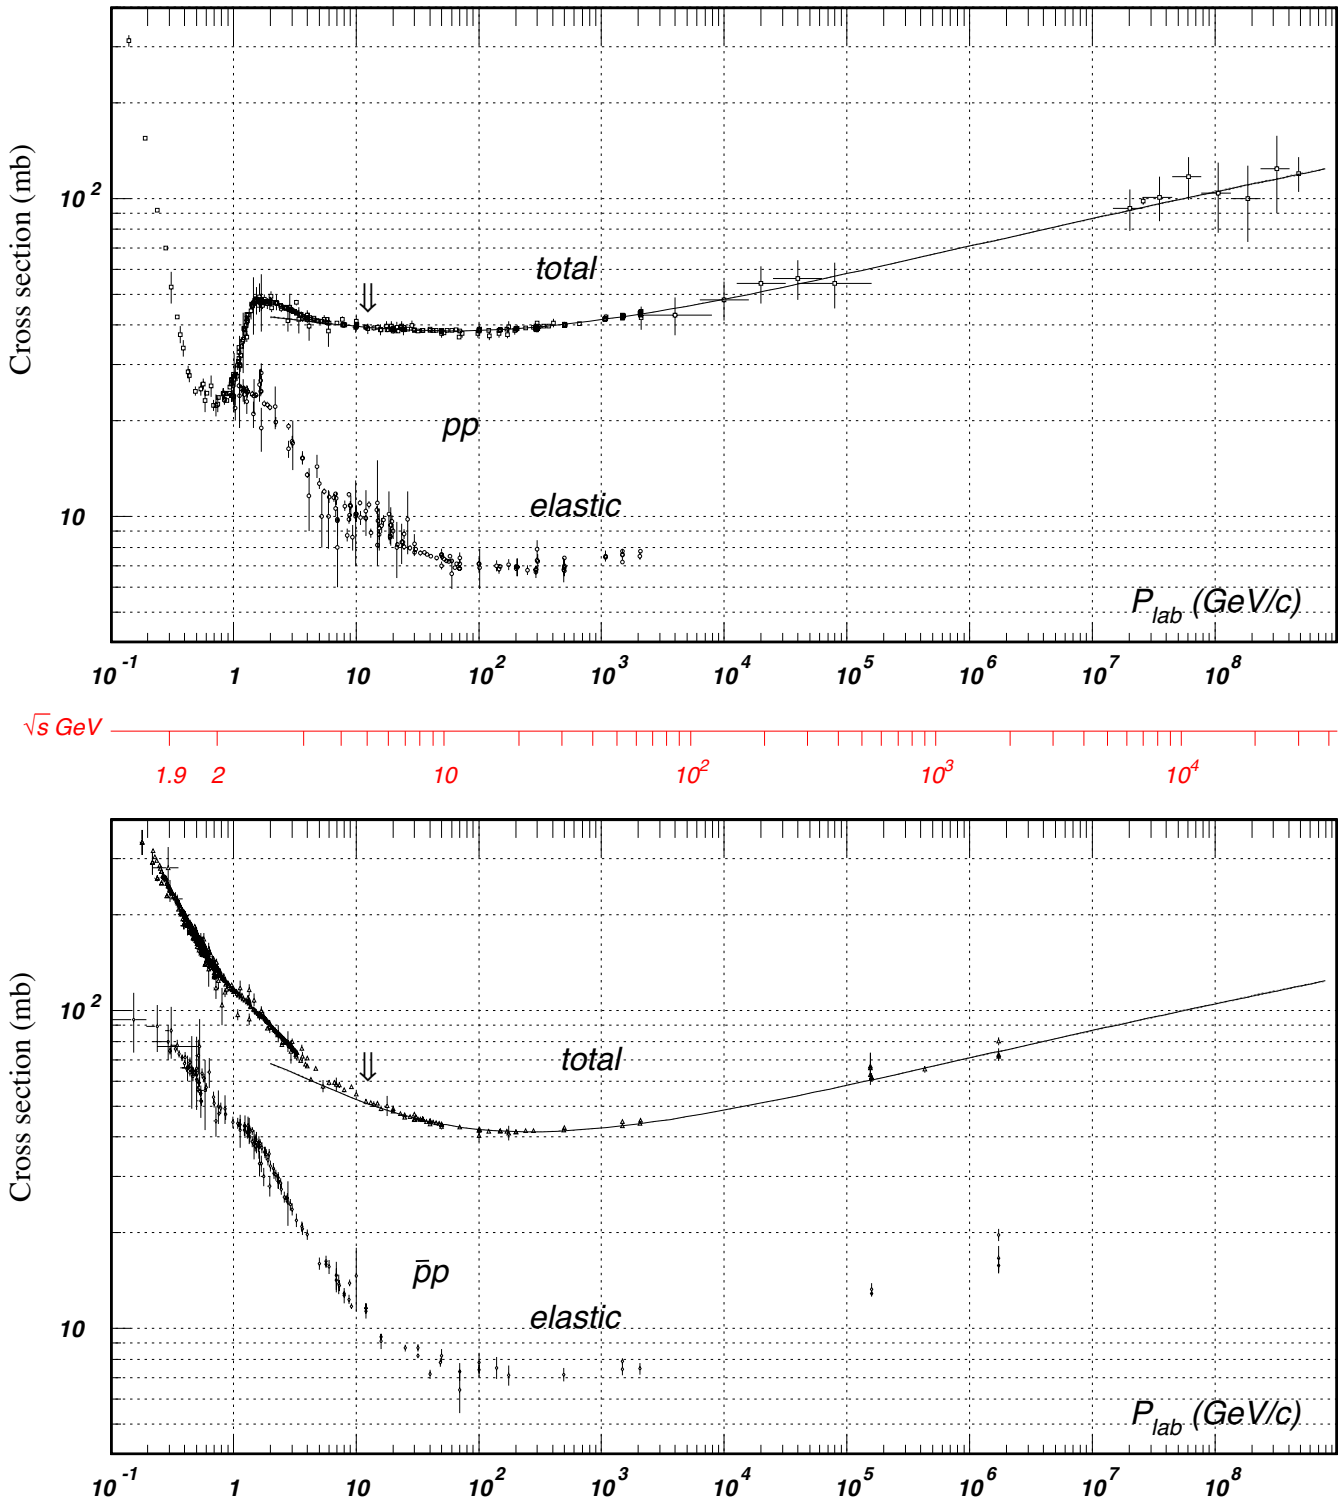 Cross section (mb)
10²
10
total
⇓
pp
elastic
P_lab (GeV/c)
10⁻¹ 1 10 10² 10³ 10⁴ 10⁵ 10⁶ 10⁷ 10⁸
√s GeV
1.9 2 10 10² 10³ 10⁴
Cross section (mb)
10²
10
total
⇓
p̄p
elastic
P_lab (GeV/c)
10⁻¹ 1 10 10² 10³ 10⁴ 10⁵ 10⁶ 10⁷ 10⁸